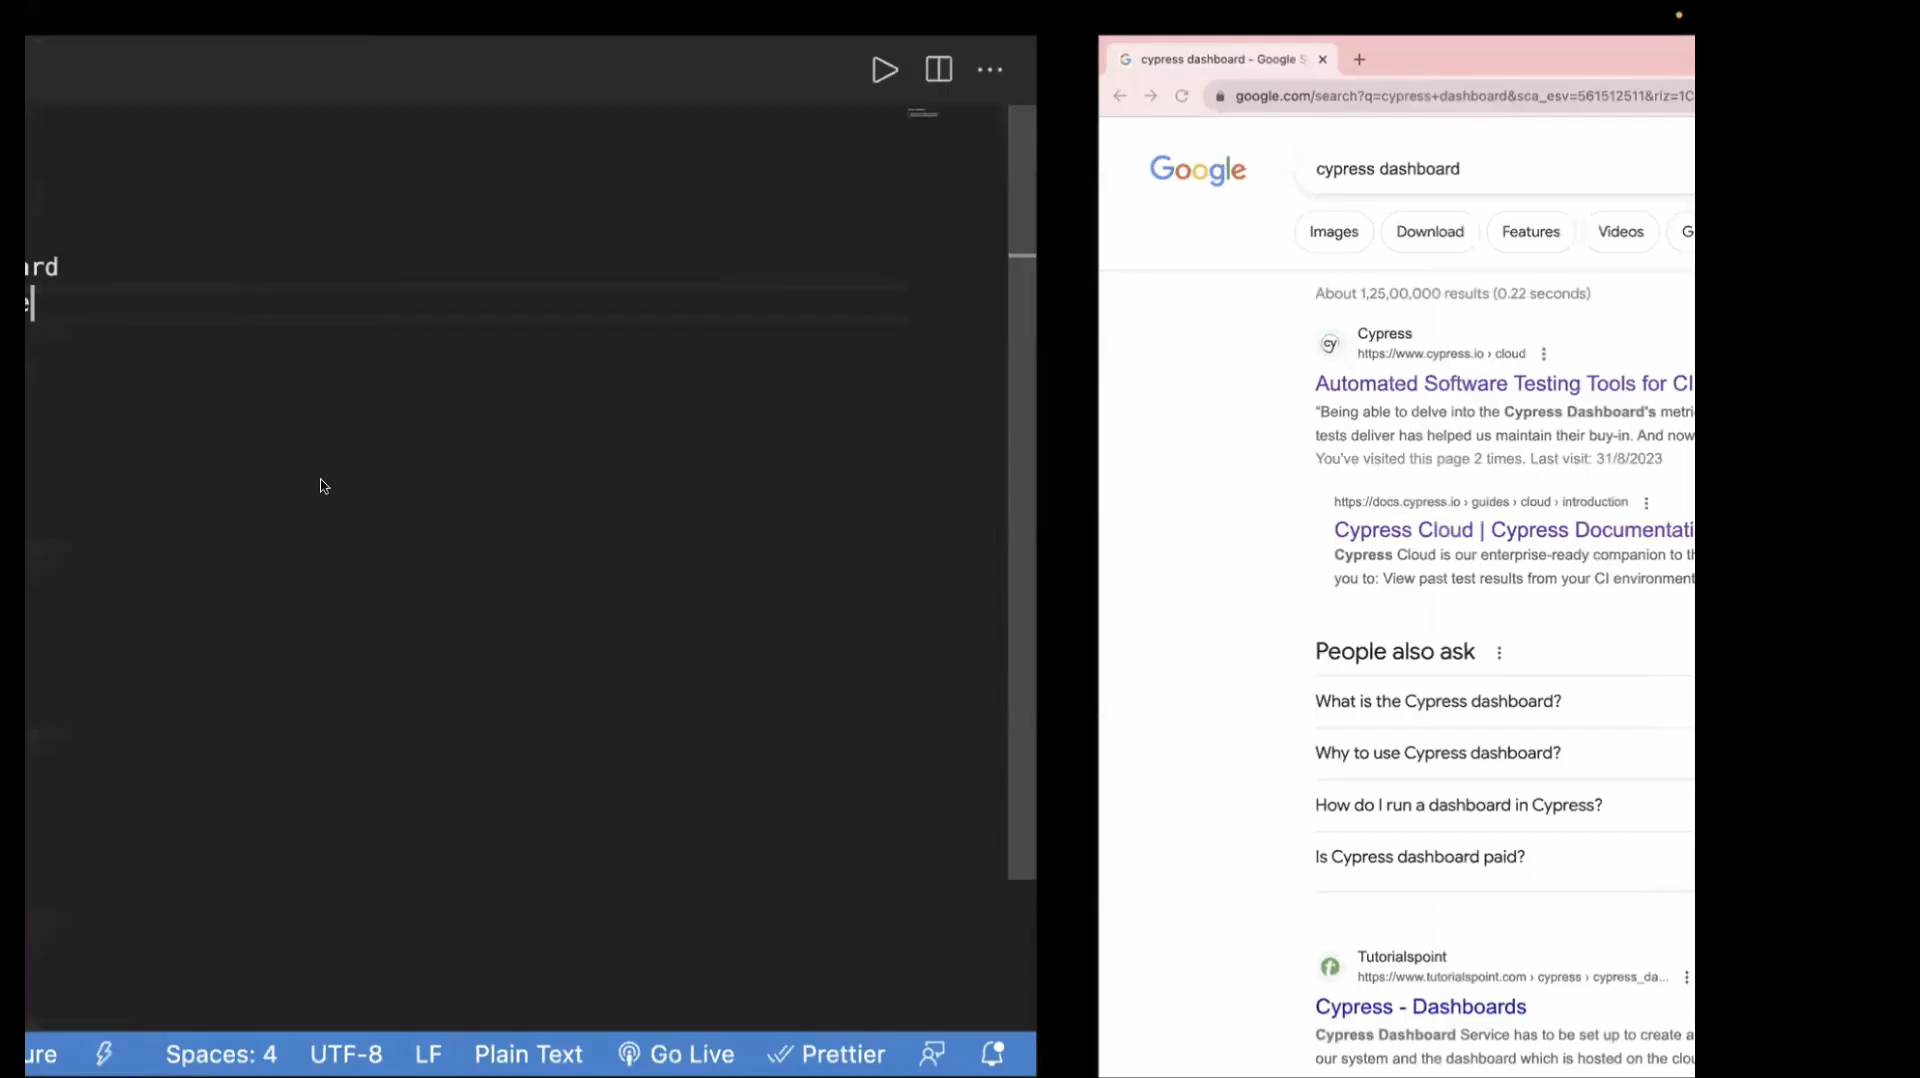 ard
e
ure
Spaces: 4
UTF-8
LF
Plain Text
Go Live
Prettier
cypress dashboard - Google S
google.com/search?q=cypress+dashboard&sca_esv=561512511&rlz=1C
Google
cypress dashboard
Images
Download
Features
Videos
G
About 1,25,00,000 results (0.22 seconds)
cy
Cypress
https://www.cypress.io › cloud
Automated Software Testing Tools for CI
"Being able to delve into the Cypress Dashboard's metri
tests deliver has helped us maintain their buy-in. And now
You've visited this page 2 times. Last visit: 31/8/2023
https://docs.cypress.io › guides › cloud › introduction
Cypress Cloud | Cypress Documentati
Cypress Cloud is our enterprise-ready companion to th
you to: View past test results from your CI environment
People also ask
What is the Cypress dashboard?
Why to use Cypress dashboard?
How do I run a dashboard in Cypress?
Is Cypress dashboard paid?
Tutorialspoint
https://www.tutorialspoint.com › cypress › cypress_da...
Cypress - Dashboards
Cypress Dashboard Service has to be set up to create a
our system and the dashboard which is hosted on the clou